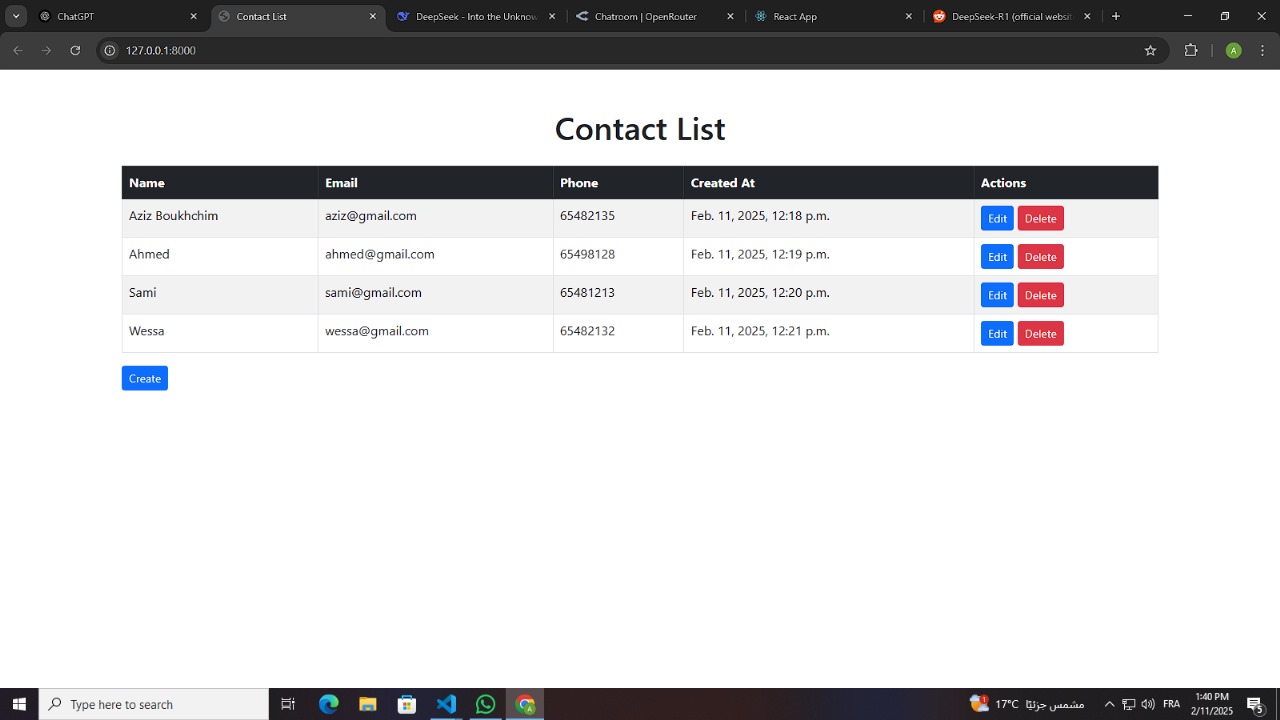 ChatGPT
Contact List
DeepSeek - Into the Unknow
Chatroom | OpenRouter
React App
DeepSeek-R1 (official websit
127.0.0.1:8000
A
Contact List
Name Email Phone Created At Actions
Aziz Boukhchim aziz@gmail.com 65482135 Feb. 11, 2025, 12:18 p.m. Edit Delete
Ahmed ahmed@gmail.com 65498128 Feb. 11, 2025, 12:19 p.m. Edit Delete
Sami sami@gmail.com 65481213 Feb. 11, 2025, 12:20 p.m. Edit Delete
Wessa wessa@gmail.com 65482132 Feb. 11, 2025, 12:21 p.m. Edit Delete
Create
Type here to search
1
17°C مشمس جزئيًا
FRA
1:40 PM
2/11/2025
5